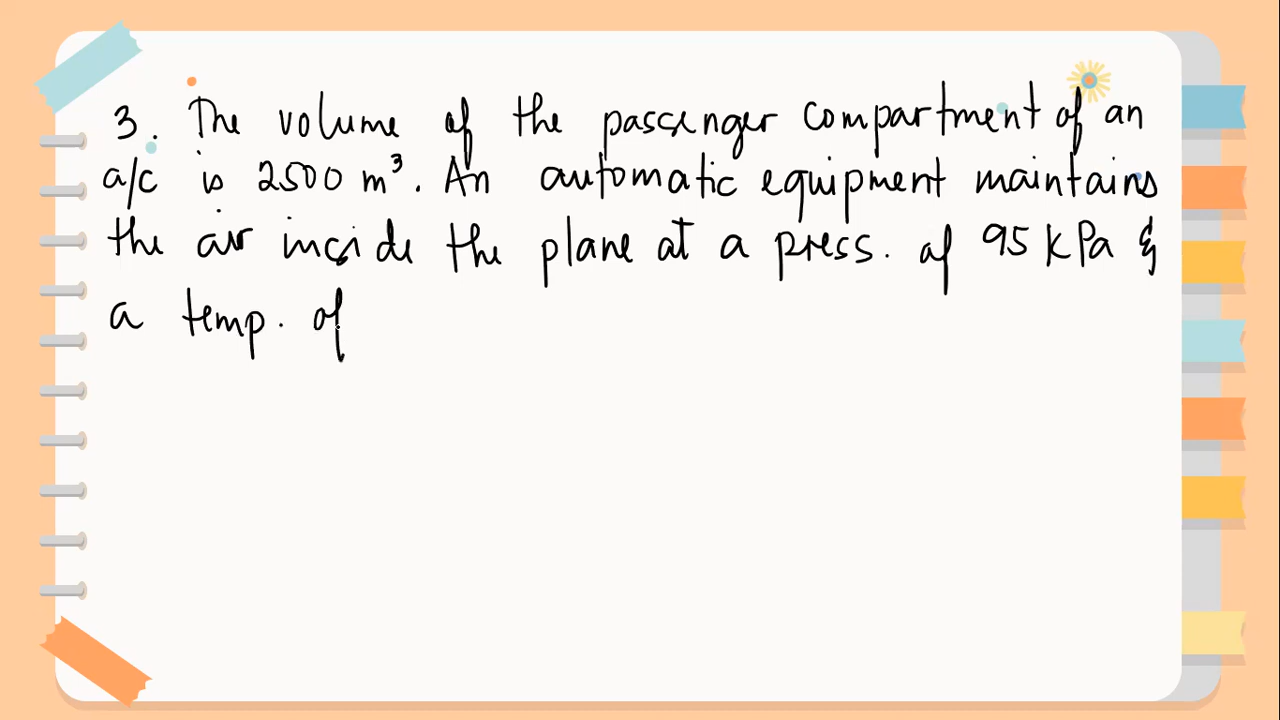 3. The volume of the passenger compartment of an
a/c is 2500 m³. An automatic equipment maintains
the air inside the plane at a press. of 95 kPa &
a temp. of